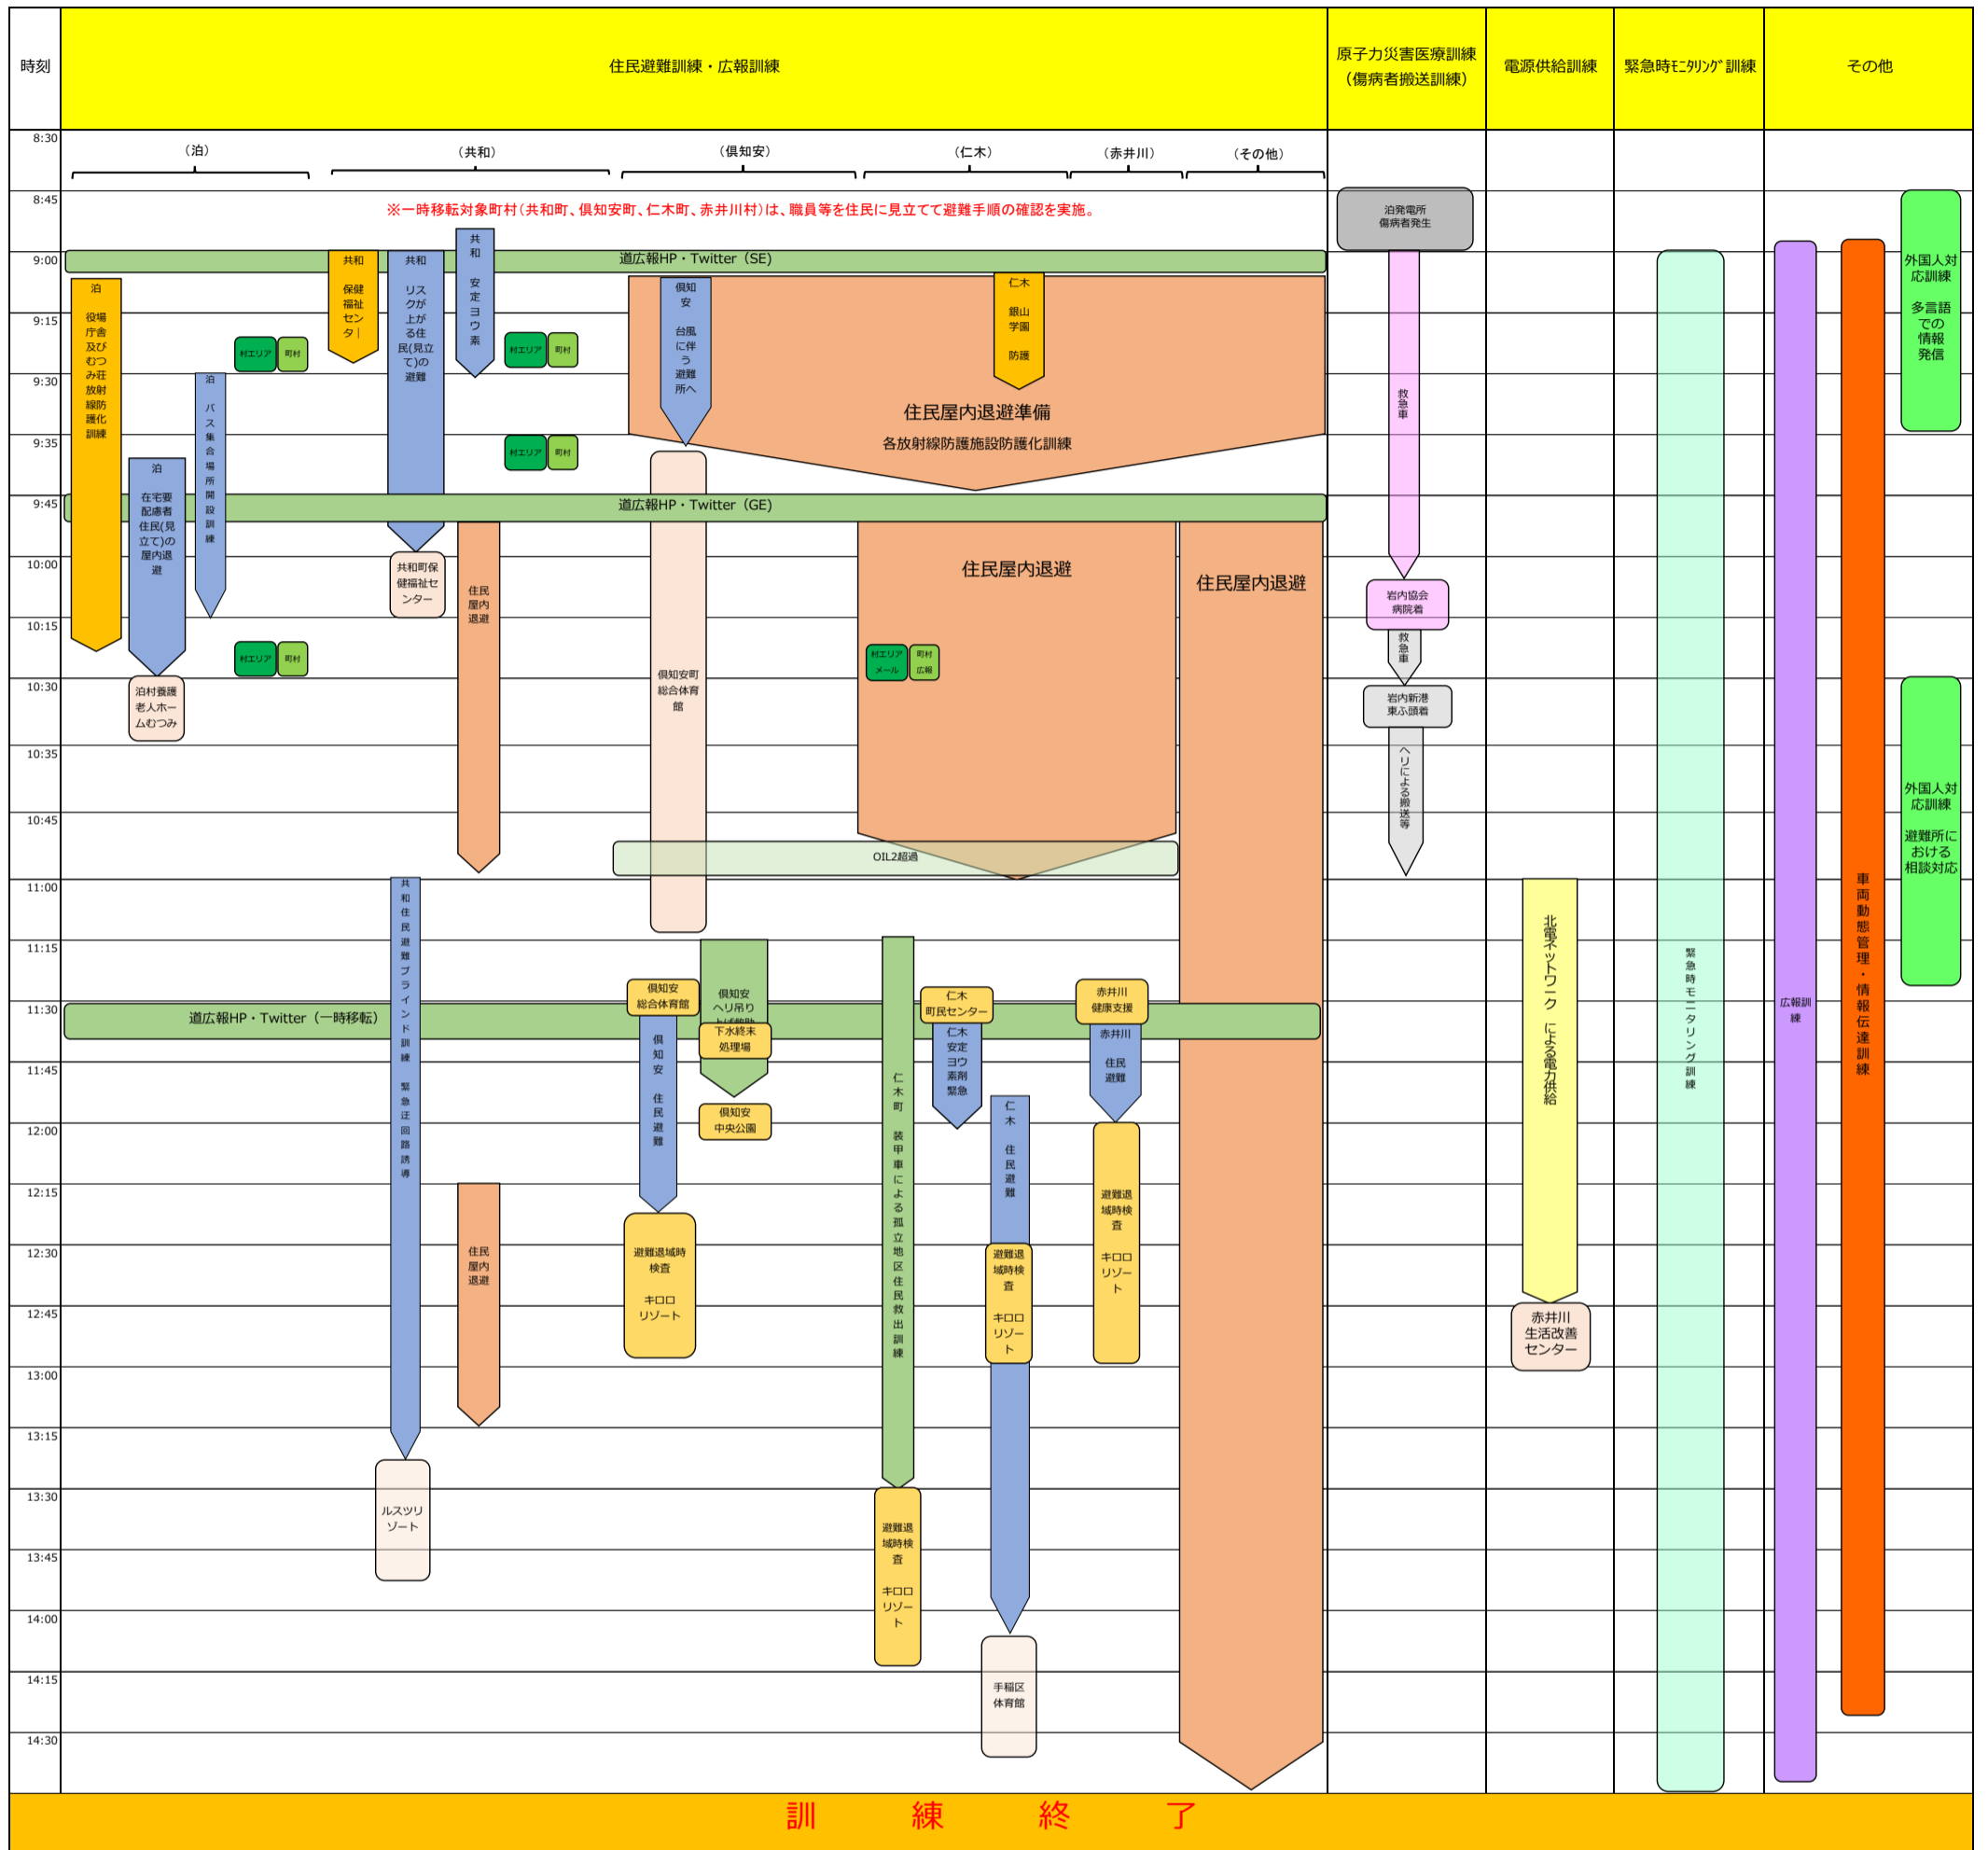 時刻
住民避難訓練・広報訓練
原子力災害医療訓練
（傷病者搬送訓練）
電源供給訓練
緊急時ﾓﾆﾀﾘﾝｸﾞ訓練
その他
8:30
（泊）
（共和）
（倶知安）
（仁木）
（赤井川）
（その他）
8:45
※一時移転対象町村（共和町、倶知安町、仁木町、赤井川村）は、職員等を住民に見立てて避難手順の確認を実施。
泊発電所
傷病者発生
9:00
道広報HP・Twitter（SE）
泊
役場
庁舎
及び
むつ
み荘
放射
線防
護化
訓練
共和
保健
福祉
セン
タ｜
共和
リス
クが
上が
る住
民(見立
て)の
避難
共和 安定ヨウ素
倶知
安
台風
に伴
う
避難
所へ
仁木
銀山
学園
防護
外国人対
応訓練
多言語
での
情報
発信
9:15
村エリア
町村
村エリア
町村
9:30
泊 バス集合場所開設訓練
住民屋内退避準備
各放射線防護施設防護化訓練
救急車
9:35
村エリア
町村
泊
在宅要
配慮者
住民(見
立て)の
屋内退
避
9:45
道広報HP・Twitter（GE）
10:00
共和町保
健福祉セ
ンター
住民
屋内
退避
住民屋内退避
住民屋内退避
岩内協会
病院着
10:15
救急車
村エリア
町村
村エリア
メール
町村
広報
倶知安町
総合体育
館
10:30
泊村養護
老人ホー
ムむつみ
岩内新港
東ふ頭着
10:35
ヘリによる搬送等
外国人対
応訓練
避難所に
おける
相談対応
10:45
OIL2超過
11:00
共和住民避難ブラインド訓練 緊急迂回路誘導
北電ネットワーク による電力供給
緊急時モニタリング訓練
広報訓
練
車両動態管理・情報伝達訓練
11:15
倶知安
総合体育館
倶知安
ヘリ吊り
仁木
町民センター
赤井川
健康支援
11:30
道広報HP・Twitter（一時移転）
下水終末
処理場
倶知安 住民避難
仁木
安定
ヨウ
素剤
緊急
赤井川
住民
避難
11:45
仁木町 装甲車による孤立地区住民救出訓練
倶知安
中央公園
仁木 住民避難
12:00
12:15
住民
屋内
退避
避難退域時
検査
キロロ
リゾート
避難退
域時検
査
キロロ
リゾー
ト
避難退
域時検
査
キロロ
リゾー
ト
12:30
12:45
赤井川
生活改善
センター
13:00
13:15
ルスツリ
ゾート
13:30
避難退
域時検
査
キロロ
リゾー
ト
13:45
14:00
14:15
手稲区
体育館
14:30
訓 練 終 了